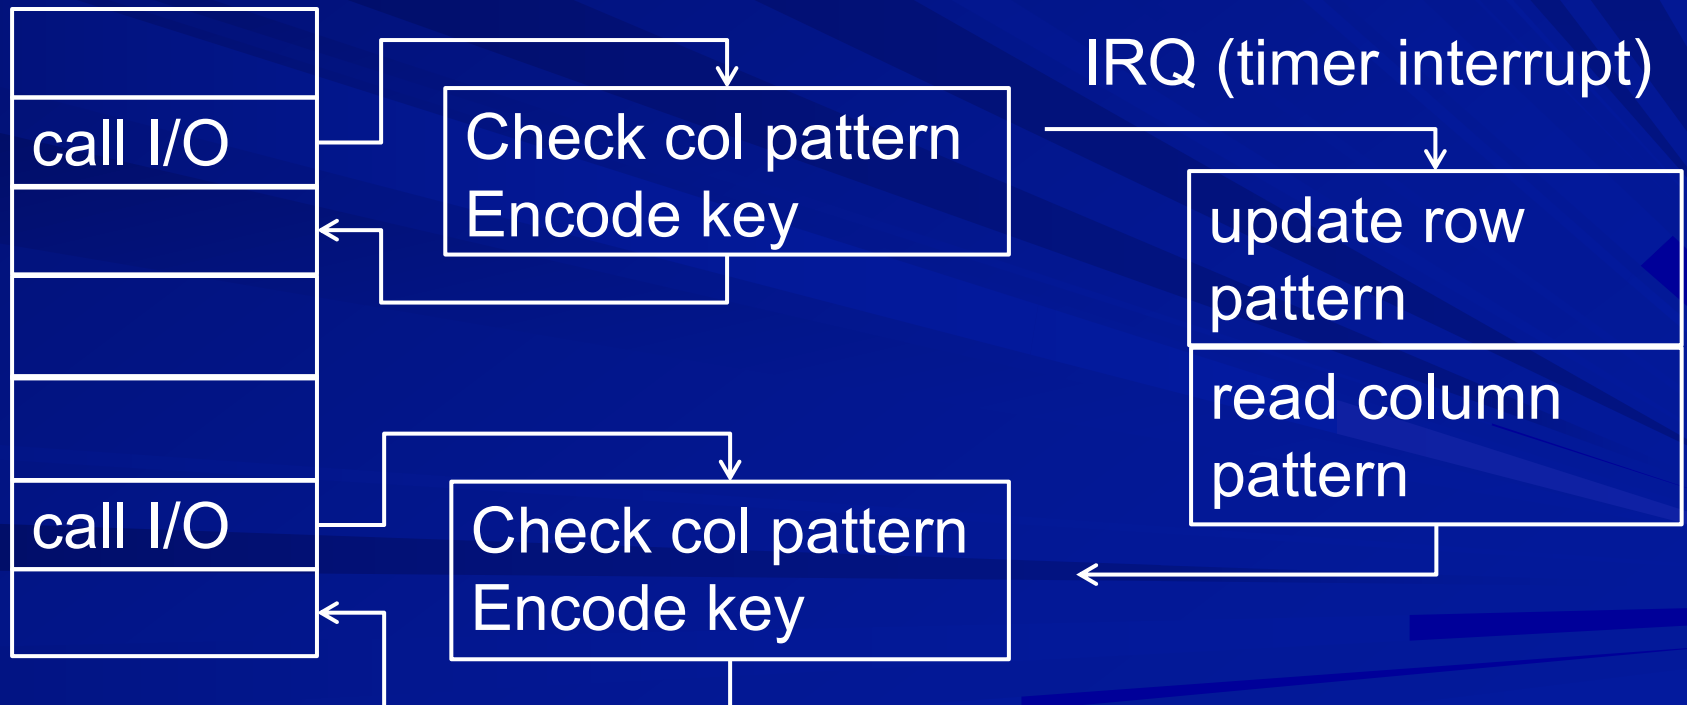 call I/O
Check col pattern
Encode key
IRQ (timer interrupt)
update row
pattern
read column
pattern
call I/O
Check col pattern
Encode key